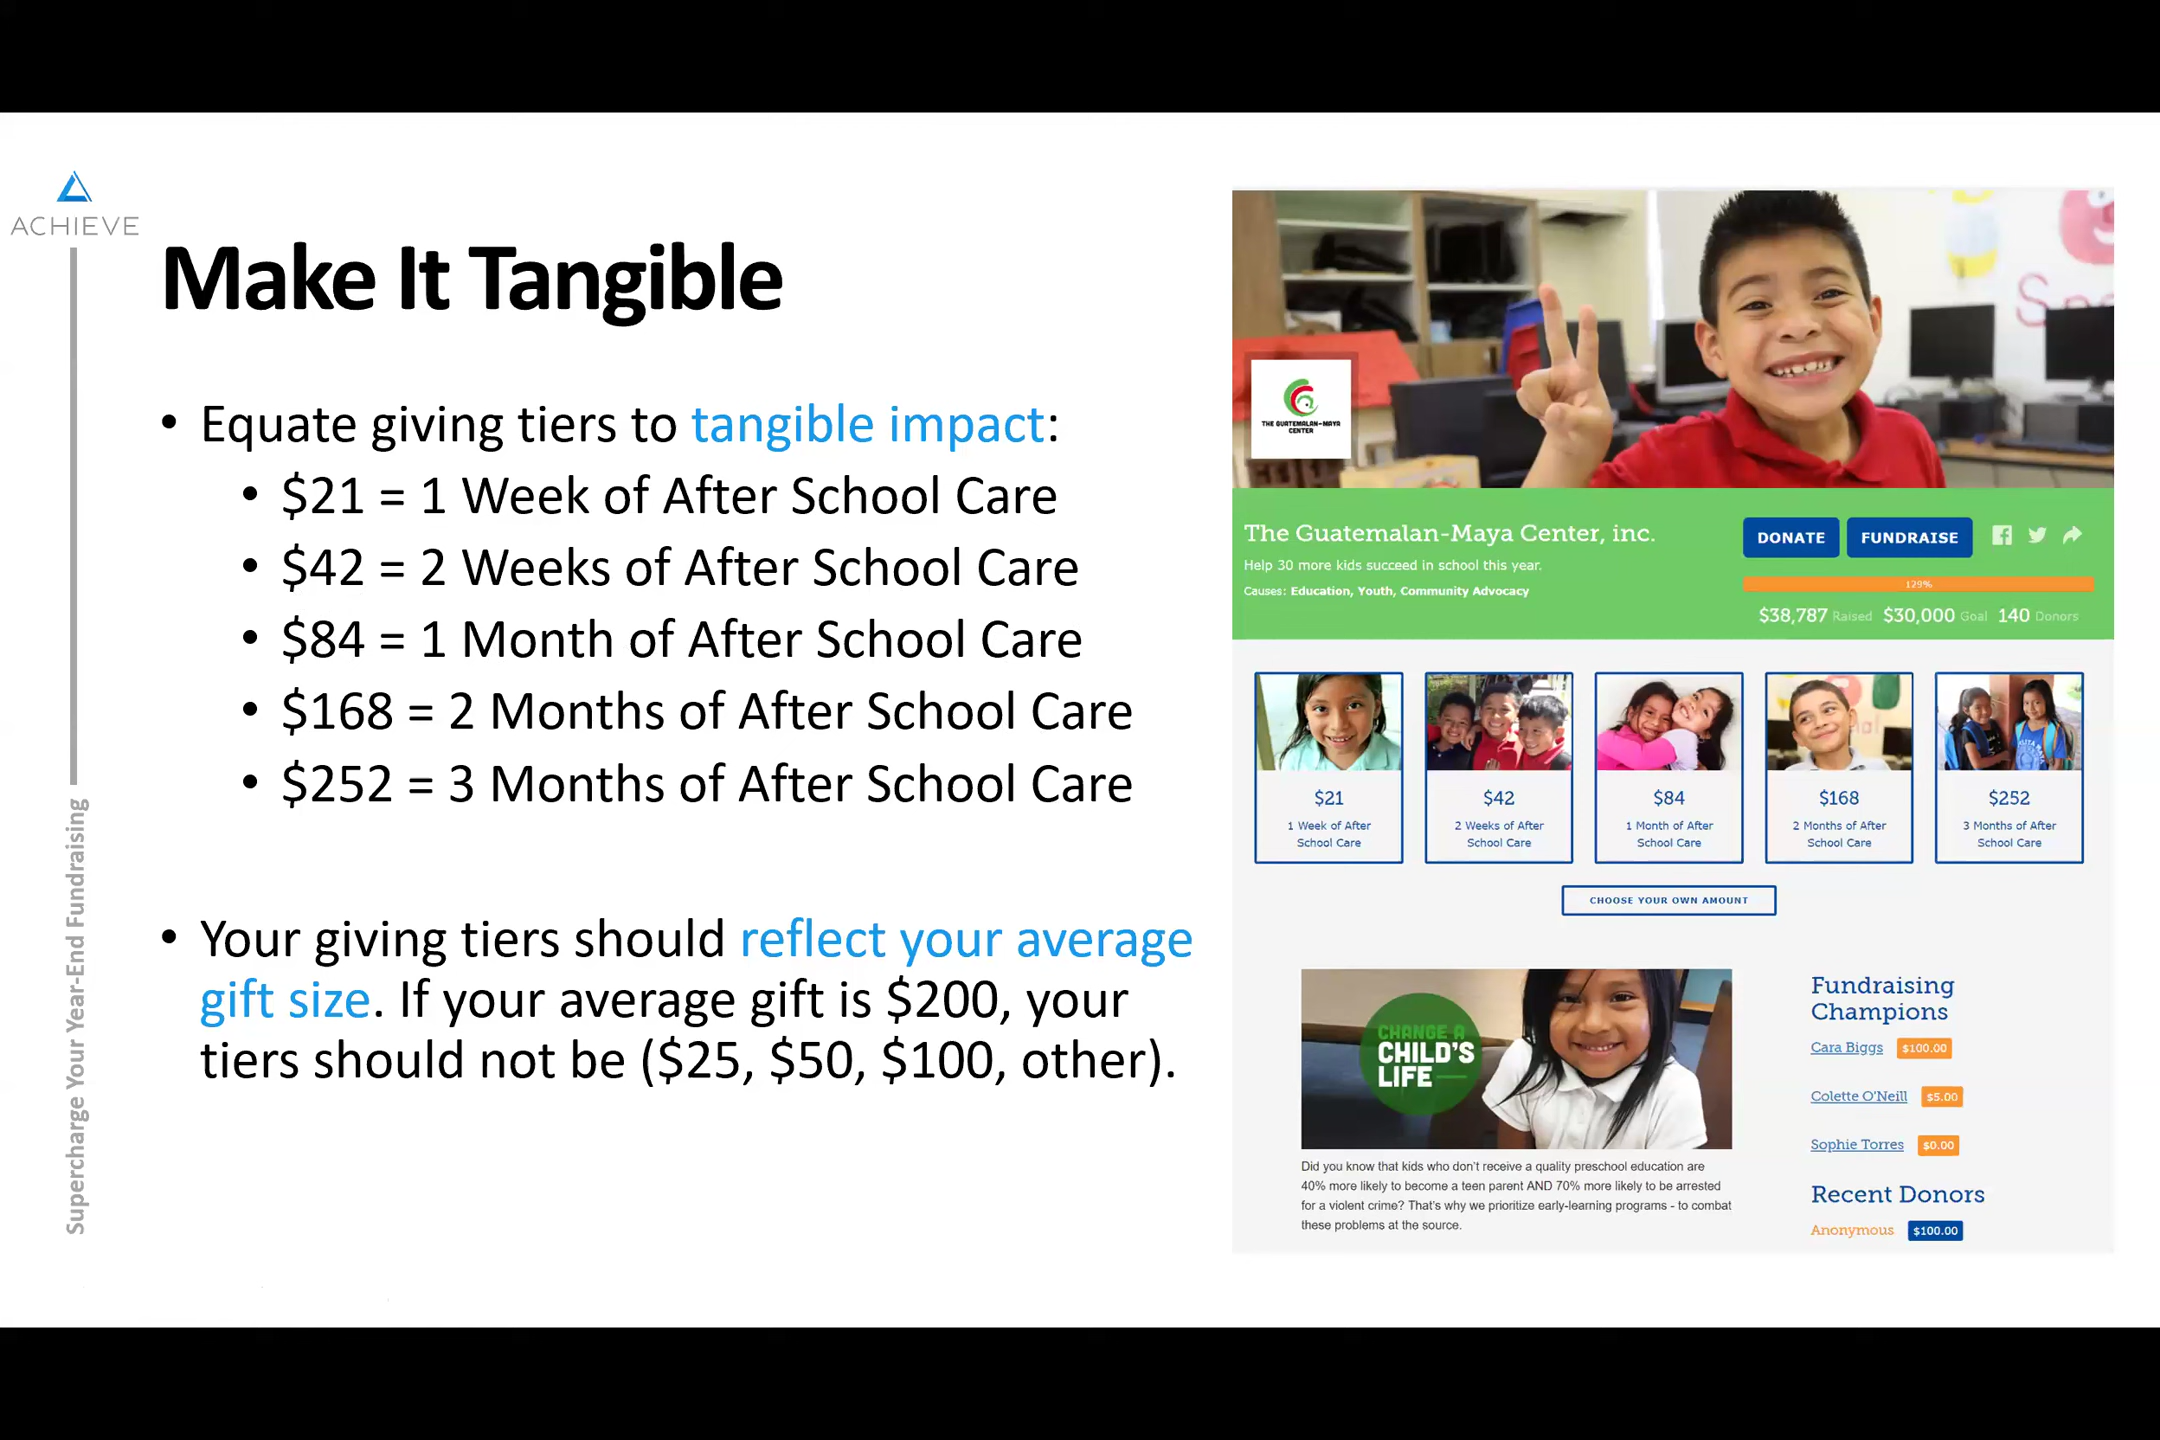 ACHIEVE
Supercharge Your Year-End Fundraising
Make It Tangible
• Equate giving tiers to tangible impact:
• $21 = 1 Week of After School Care
• $42 = 2 Weeks of After School Care
• $84 = 1 Month of After School Care
• $168 = 2 Months of After School Care
• $252 = 3 Months of After School Care
• Your giving tiers should reflect your average
gift size. If your average gift is $200, your
tiers should not be ($25, $50, $100, other).
THE GUATEMALAN-MAYA
CENTER
The Guatemalan-Maya Center, inc.
Help 30 more kids succeed in school this year.
Causes: Education, Youth, Community Advocacy
DONATE
FUNDRAISE
129%
$38,787 Raised $30,000 Goal 140 Donors
$21
1 Week of After
School Care
$42
2 Weeks of After
School Care
$84
1 Month of After
School Care
$168
2 Months of After
School Care
$252
3 Months of After
School Care
CHOOSE YOUR OWN AMOUNT
CHANGE A
CHILD'S
LIFE
Did you know that kids who don't receive a quality preschool education are
40% more likely to become a teen parent AND 70% more likely to be arrested
for a violent crime? That's why we prioritize early-learning programs - to combat
these problems at the source.
Fundraising
Champions
Cara Biggs $100.00
Colette O'Neill $5.00
Sophie Torres $0.00
Recent Donors
Anonymous $100.00